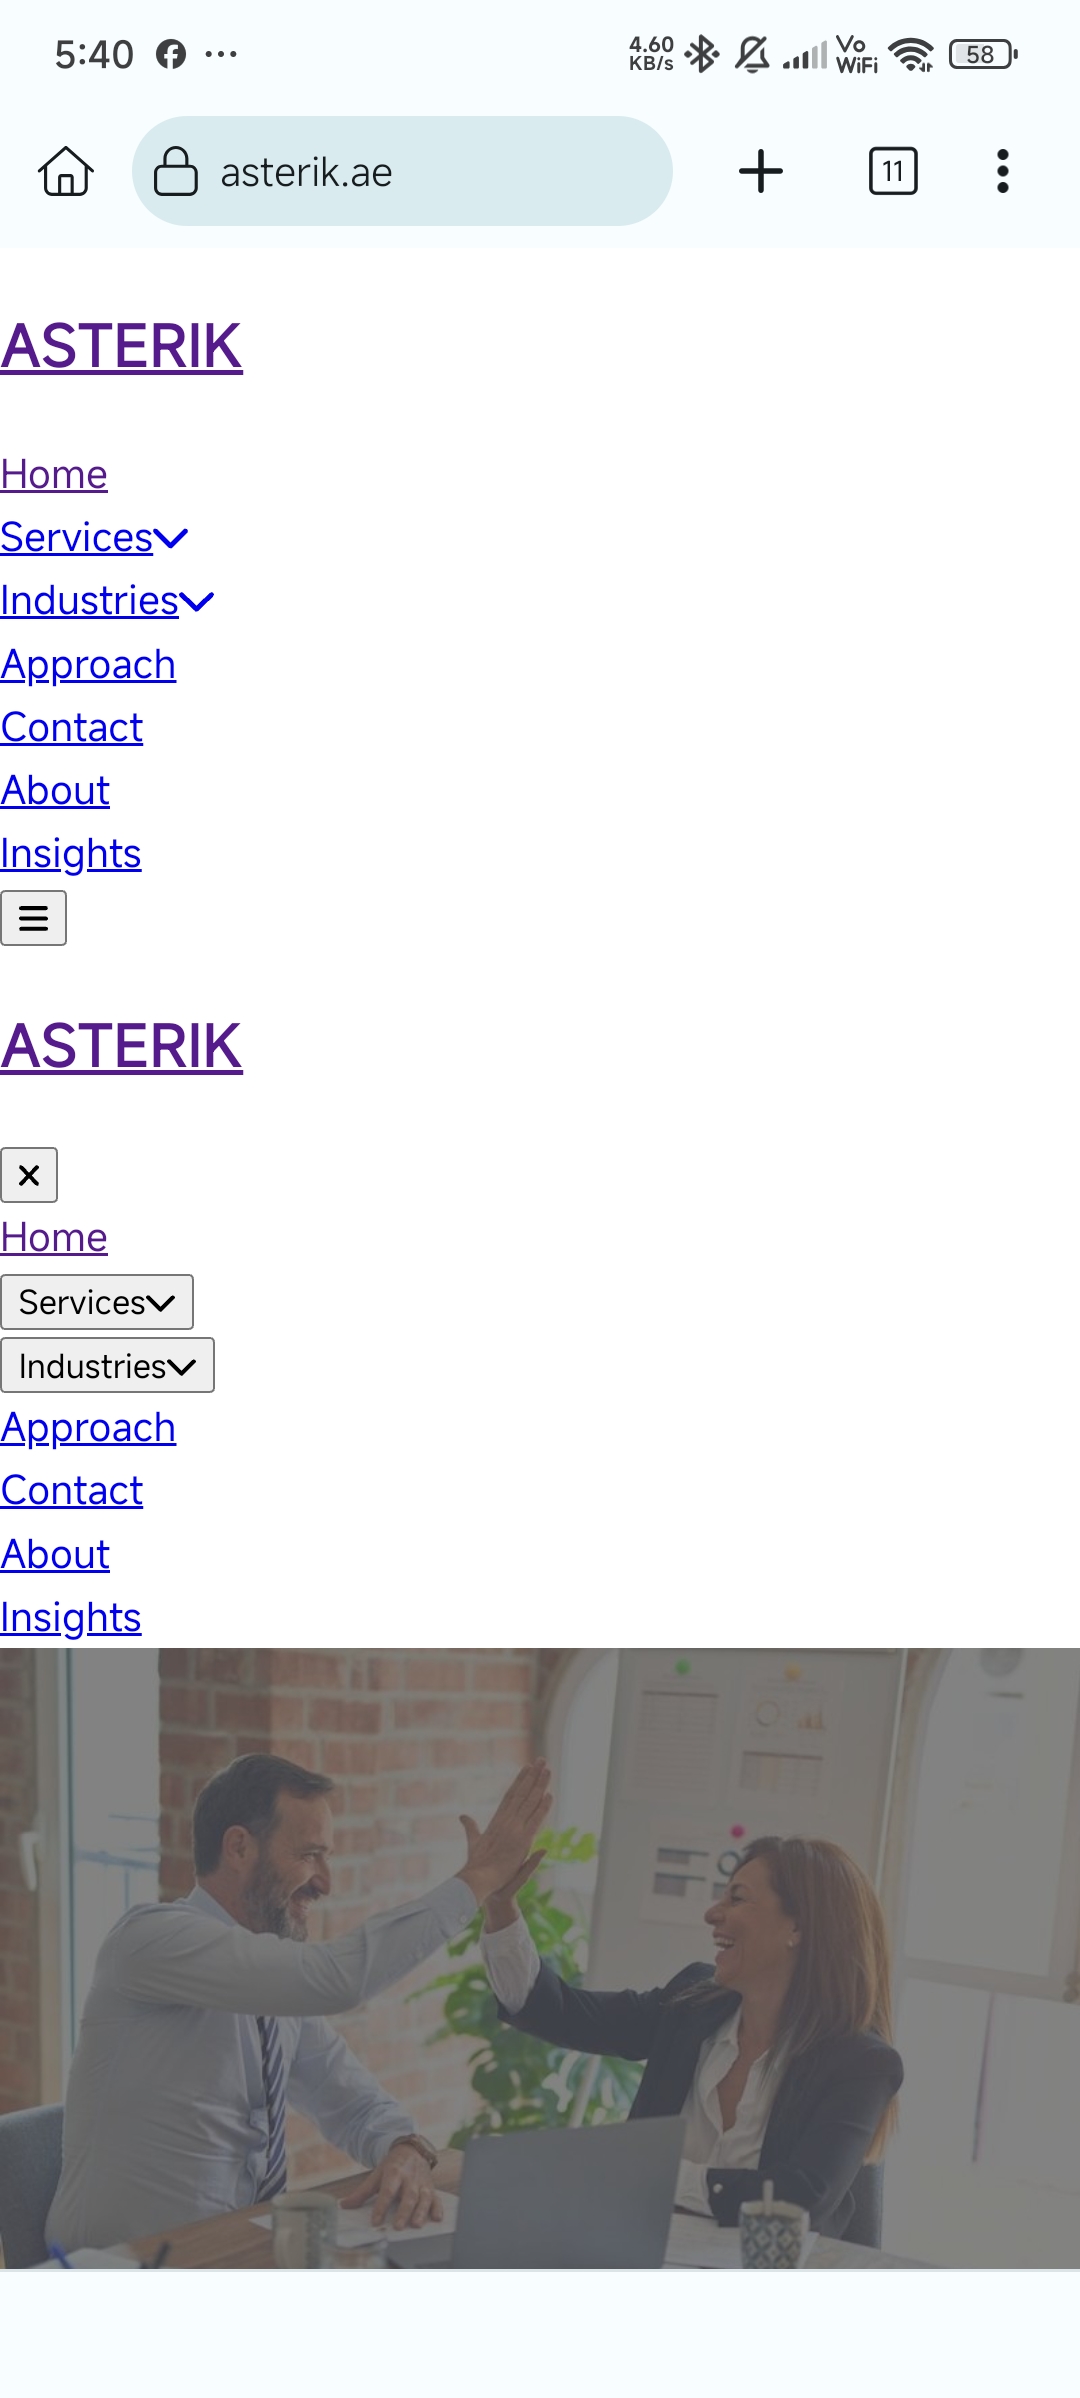 5:40
4.60
KB/s
Vo
WiFi
58
asterik.ae
11
ASTERIK
Home
Services
Industries
Approach
Contact
About
Insights
ASTERIK
Home
Services
Industries
Approach
Contact
About
Insights